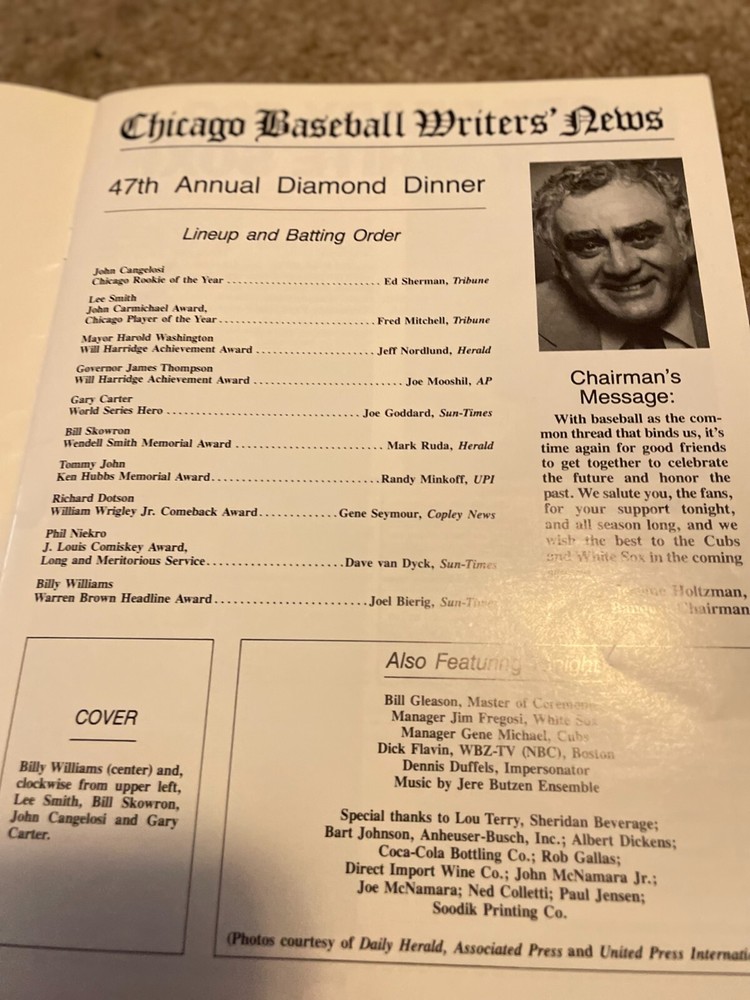 Chicago Baseball Writers' News
47th Annual Diamond Dinner
Lineup and Batting Order
John Cangelosi
Chicago Rookie of the Year .............................. Ed Sherman, Tribune
Lee Smith
John Carmichael Award,
Chicago Player of the Year .............................. Fred Mitchell, Tribune
Mayor Harold Washington
Will Harridge Achievement Award ...................... Jeff Nordlund, Herald
Governor James Thompson
Will Harridge Achievement Award ............................ Joe Mooshil, AP
Gary Carter
World Series Hero ................................... Joe Goddard, Sun-Times
Bill Skowron
Wendell Smith Memorial Award ........................... Mark Ruda, Herald
Tommy John
Ken Hubbs Memorial Award ............................... Randy Minkoff, UPI
Richard Dotson
William Wrigley Jr. Comeback Award ............ Gene Seymour, Copley News
Phil Niekro
J. Louis Comiskey Award,
Long and Meritorious Service ........................ Dave van Dyck, Sun-Times
Billy Williams
Warren Brown Headline Award ............................ Joel Bierig, Sun-Times
Chairman's
Message:
With baseball as the com-
mon thread that binds us, it's
time again for good friends
to get together to celebrate
the future and honor the
past. We salute you, the fans,
for your support tonight,
and all season long, and we
wish the best to the Cubs
and White Sox in the coming
Holtzman,
Chairman
COVER
Billy Williams (center) and,
clockwise from upper left,
Lee Smith, Bill Skowron,
John Cangelosi and Gary
Carter.
Also Featuring Tonight
Bill Gleason, Master of
Manager Jim Fregosi, White Sox
Manager Gene Michael, Cubs
Dick Flavin, WBZ-TV (NBC), Boston
Dennis Duffels, Impersonator
Music by Jere Butzen Ensemble
Special thanks to Lou Terry, Sheridan Beverage;
Bart Johnson, Anheuser-Busch, Inc.; Albert Dickens;
Coca-Cola Bottling Co.; Rob Gallas;
Direct Import Wine Co.; John McNamara Jr.;
Joe McNamara; Ned Colletti; Paul Jensen;
Soodik Printing Co.
(Photos courtesy of Daily Herald, Associated Press and United Press Internati